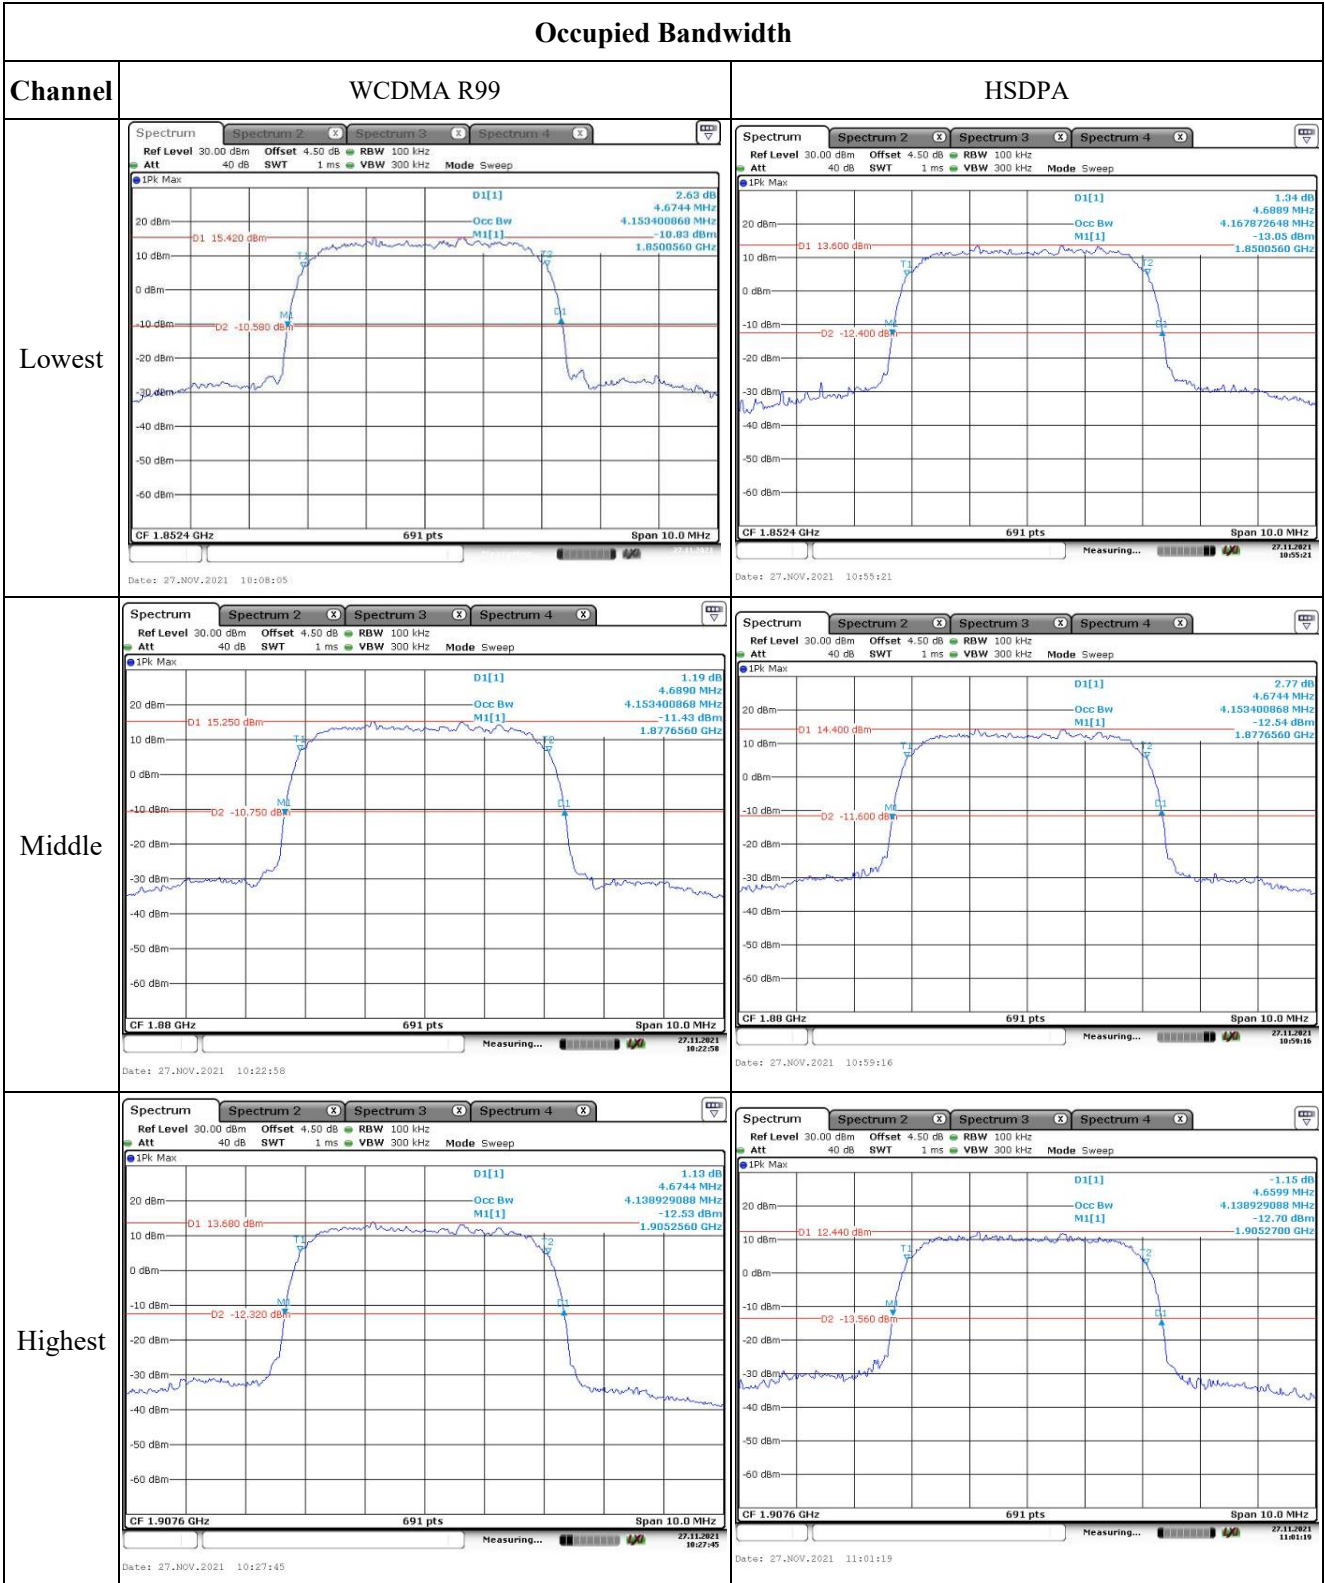 Occupied Bandwidth
Channel WCDMA R99 HSDPA
Lowest
Spectrum Spectrum 2 X Spectrum 3 X Spectrum 4 X
Ref Level 30.00 dBm Offset 4.50 dB RBW 100 kHz
Att 40 dB SWT 1 ms VBW 300 kHz Mode Sweep
1Pk Max
D1[1] 2.63 dB
4.6744 MHz
20 dBm Occ Bw 4.153400868 MHz
D1 15.420 dBm M1[1] -10.83 dBm
10 dBm T1 T2 1.8500560 GHz
0 dBm
M1 D1
-10 dBm
D2 -10.580 dBm
-20 dBm
-30 dBm
-40 dBm
-50 dBm
-60 dBm
CF 1.8524 GHz 691 pts Span 10.0 MHz
Date: 27.NOV.2021 10:08:05
Spectrum Spectrum 2 X Spectrum 3 X Spectrum 4 X
Ref Level 30.00 dBm Offset 4.50 dB RBW 100 kHz
Att 40 dB SWT 1 ms VBW 300 kHz Mode Sweep
1Pk Max
D1[1] 1.34 dB
4.6889 MHz
20 dBm Occ Bw 4.167872648 MHz
M1[1] -13.05 dBm
D1 13.600 dBm 1.8500560 GHz
10 dBm T1 T2
0 dBm
-10 dBm M1 D1
D2 -12.400 dBm
-20 dBm
-30 dBm
-40 dBm
-50 dBm
-60 dBm
CF 1.8524 GHz 691 pts Span 10.0 MHz
Measuring... 27.11.2021
10:55:21
Date: 27.NOV.2021 10:55:21
Middle
Spectrum Spectrum 2 X Spectrum 3 X Spectrum 4 X
Ref Level 30.00 dBm Offset 4.50 dB RBW 100 kHz
Att 40 dB SWT 1 ms VBW 300 kHz Mode Sweep
1Pk Max
D1[1] 1.19 dB
4.6890 MHz
20 dBm Occ Bw 4.153400868 MHz
D1 15.250 dBm M1[1] -11.43 dBm
1.8776560 GHz
10 dBm T1 T2
0 dBm
M1 D1
-10 dBm
D2 -10.750 dBm
-20 dBm
-30 dBm
-40 dBm
-50 dBm
-60 dBm
CF 1.88 GHz 691 pts Span 10.0 MHz
Measuring... 27.11.2021
10:22:58
Date: 27.NOV.2021 10:22:58
Spectrum Spectrum 2 X Spectrum 3 X Spectrum 4 X
Ref Level 30.00 dBm Offset 4.50 dB RBW 100 kHz
Att 40 dB SWT 1 ms VBW 300 kHz Mode Sweep
1Pk Max
D1[1] 2.77 dB
4.6744 MHz
20 dBm Occ Bw 4.153400868 MHz
M1[1] -12.54 dBm
D1 14.400 dBm 1.8776560 GHz
10 dBm T1 T2
0 dBm
-10 dBm M1 D1
D2 -11.600 dBm
-20 dBm
-30 dBm
-40 dBm
-50 dBm
-60 dBm
CF 1.88 GHz 691 pts Span 10.0 MHz
Measuring... 27.11.2021
10:59:16
Date: 27.NOV.2021 10:59:16
Highest
Spectrum Spectrum 2 X Spectrum 3 X Spectrum 4 X
Ref Level 30.00 dBm Offset 4.50 dB RBW 100 kHz
Att 40 dB SWT 1 ms VBW 300 kHz Mode Sweep
1Pk Max
D1[1] 1.13 dB
4.6744 MHz
20 dBm Occ Bw 4.138929088 MHz
M1[1] -12.53 dBm
D1 13.680 dBm 1.9052560 GHz
10 dBm T1 T2
0 dBm
-10 dBm M1 D1
D2 -12.320 dBm
-20 dBm
-30 dBm
-40 dBm
-50 dBm
-60 dBm
CF 1.9076 GHz 691 pts Span 10.0 MHz
Measuring... 27.11.2021
10:27:45
Date: 27.NOV.2021 10:27:45
Spectrum Spectrum 2 X Spectrum 3 X Spectrum 4 X
Ref Level 30.00 dBm Offset 4.50 dB RBW 100 kHz
Att 40 dB SWT 1 ms VBW 300 kHz Mode Sweep
1Pk Max
D1[1] -1.15 dB
4.6599 MHz
20 dBm Occ Bw 4.138929088 MHz
M1[1] -12.70 dBm
D1 12.440 dBm 1.9052700 GHz
10 dBm T1 T2
0 dBm
-10 dBm M1 D1
D2 -13.560 dBm
-20 dBm
-30 dBm
-40 dBm
-50 dBm
-60 dBm
CF 1.9076 GHz 691 pts Span 10.0 MHz
Measuring... 27.11.2021
11:01:19
Date: 27.NOV.2021 11:01:19